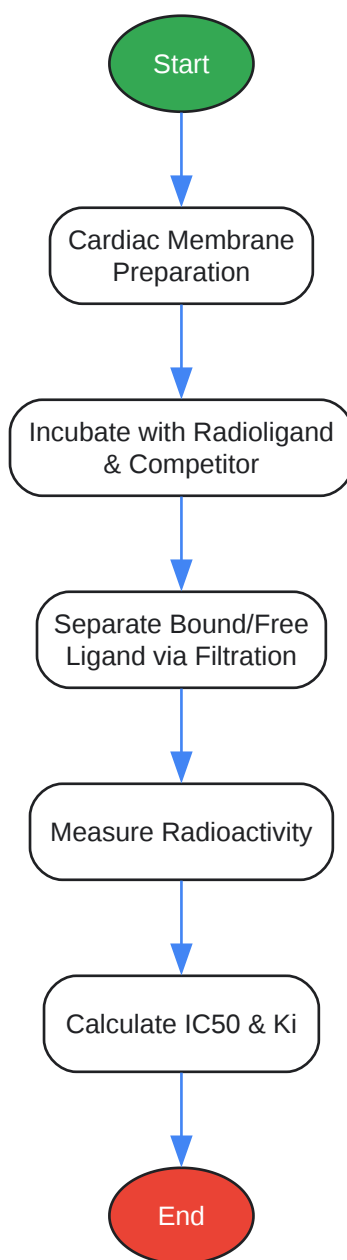 Start
Cardiac Membrane
Preparation
Incubate with Radioligand
& Competitor
Separate Bound/Free
Ligand via Filtration
Measure Radioactivity
Calculate IC50 & Ki
End